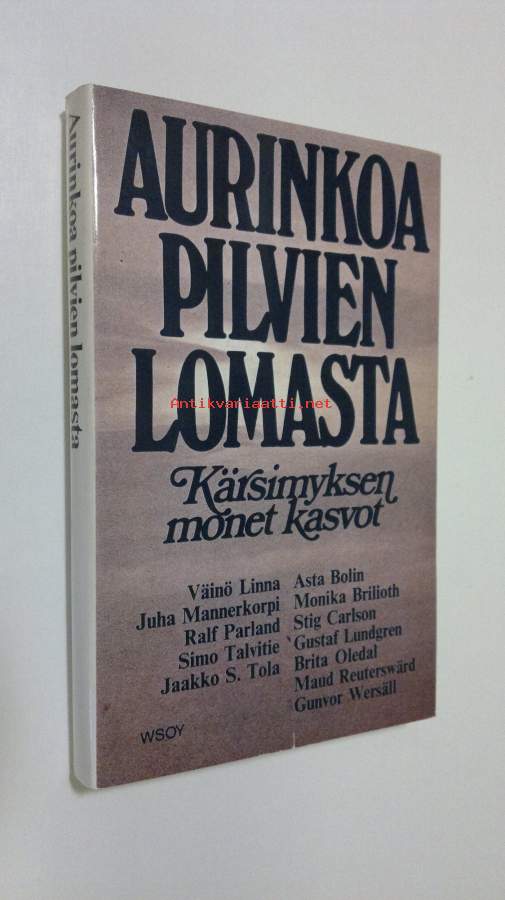 Aurinkoa pilvien lomasta
AURINKOA
PILVIEN
LOMASTA
Antikvariaatti.net
Kärsimyksen
monet kasvot
Väinö Linna
Juha Mannerkorpi
Ralf Parland
Simo Talvitie
Jaakko S. Tola
Asta Bolin
Monika Brilioth
Stig Carlson
Gustaf Lundgren
Brita Oledal
Maud Reuterswärd
Gunvor Wersäll
WSOY